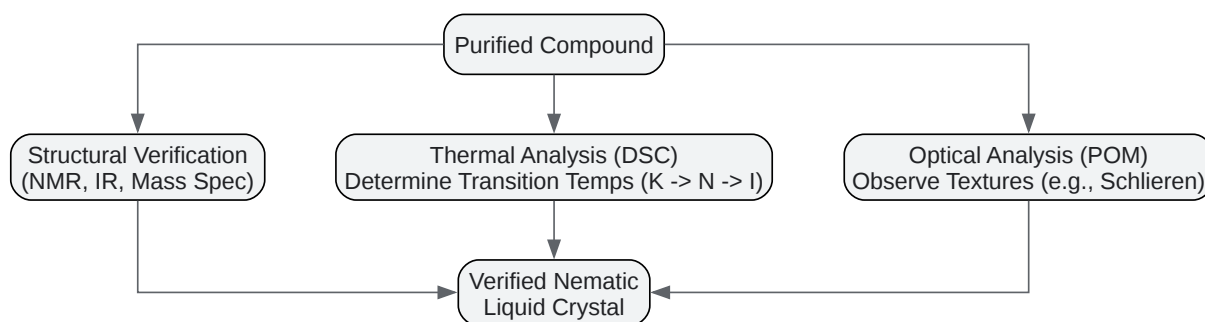 Purified Compound
Structural Verification
(NMR, IR, Mass Spec)
Thermal Analysis (DSC)
Determine Transition Temps (K -> N -> I)
Optical Analysis (POM)
Observe Textures (e.g., Schlieren)
Verified Nematic
Liquid Crystal